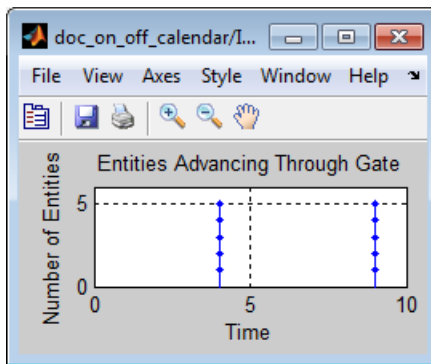 doc_on_off_calendar/I...
File View Axes Style Window Help
Entities Advancing Through Gate
Number of Entities
5
0
0 5 10
Time